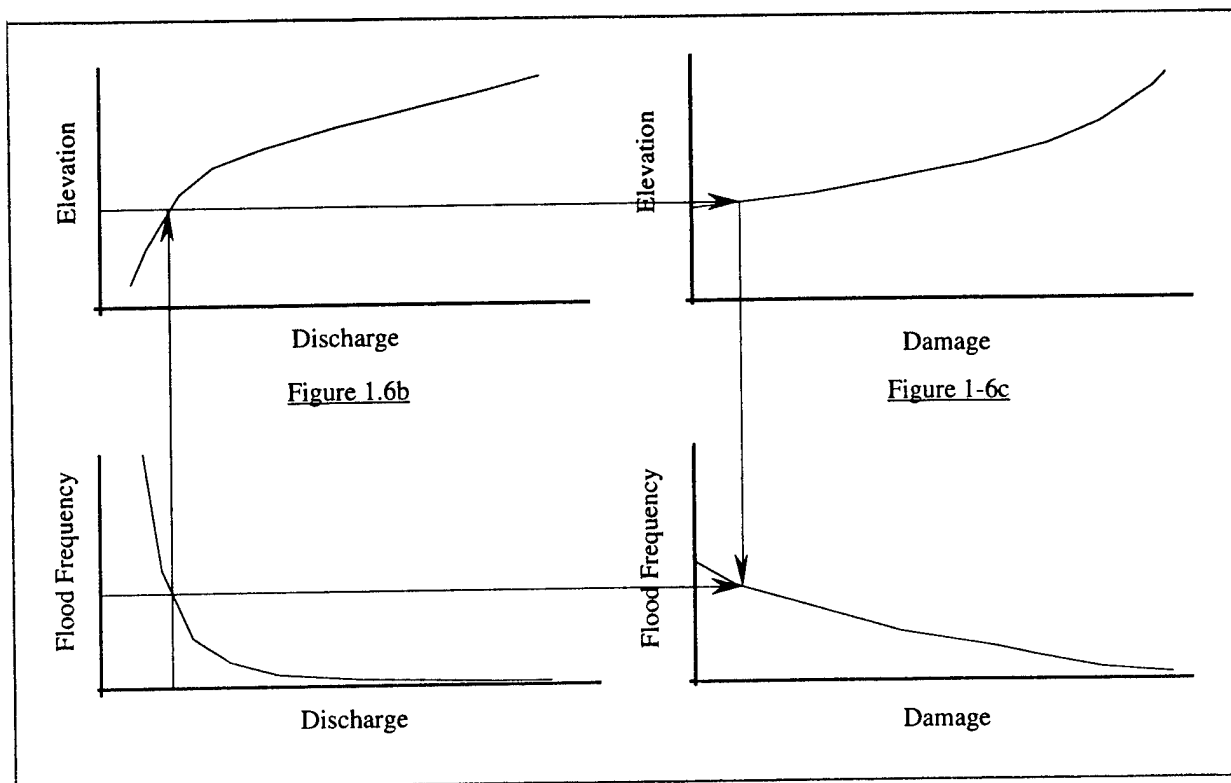 Elevation
Discharge
Figure 1.6b
Elevation
Damage
Figure 1-6c
Flood Frequency
Discharge
Flood Frequency
Damage